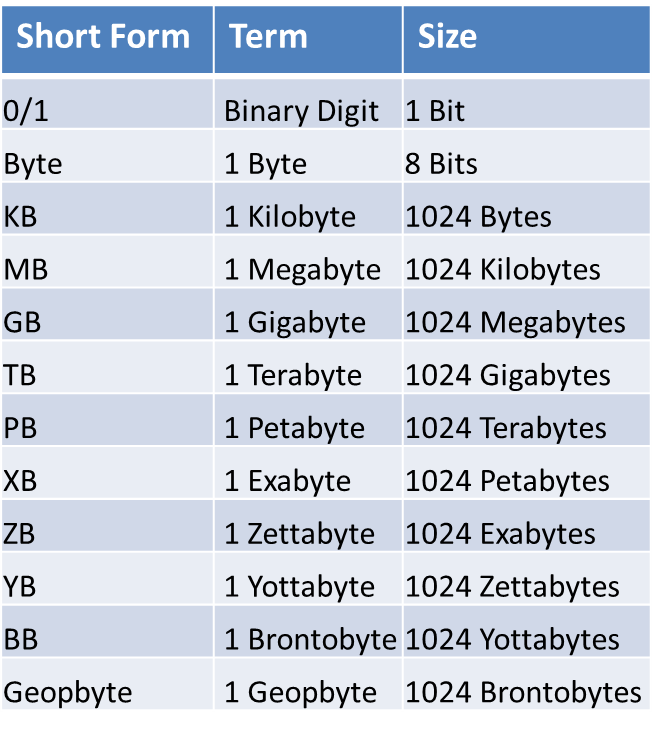 Short Form Term Size
0/1 Binary Digit 1 Bit
Byte 1 Byte 8 Bits
KB 1 Kilobyte 1024 Bytes
MB 1 Megabyte 1024 Kilobytes
GB 1 Gigabyte 1024 Megabytes
TB 1 Terabyte 1024 Gigabytes
PB 1 Petabyte 1024 Terabytes
XB 1 Exabyte 1024 Petabytes
ZB 1 Zettabyte 1024 Exabytes
YB 1 Yottabyte 1024 Zettabytes
BB 1 Brontobyte 1024 Yottabytes
Geopbyte 1 Geopbyte 1024 Brontobytes